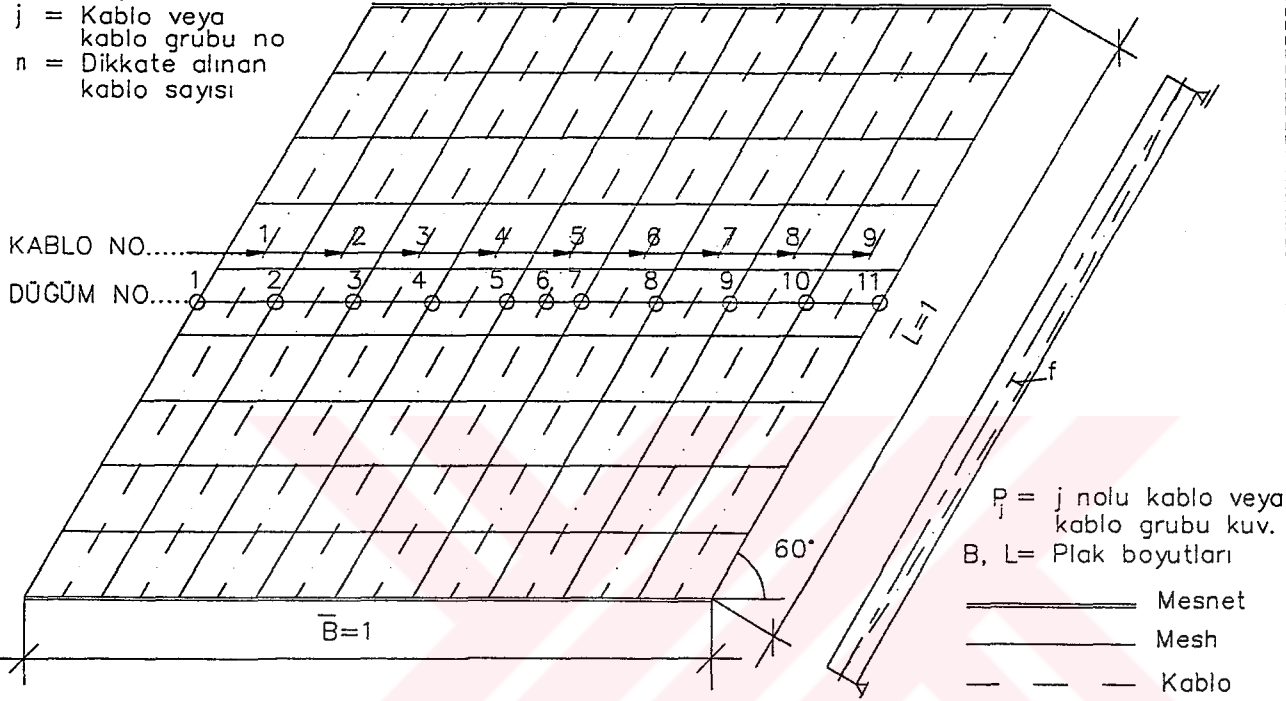 j = Kablo veya
kablo grubu no
n = Dikkate alınan
kablo sayısı
KABLO NO.....
1 2 3 4 5 6 7 8 9
DÜĞÜM NO.....
1 2 3 4 5 6 7 8 9 10 11
L=1
f
60°
B=1
Pj = j nolu kablo veya
kablo grubu kuv.
B, L= Plak boyutları
Mesnet
Mesh
Kablo